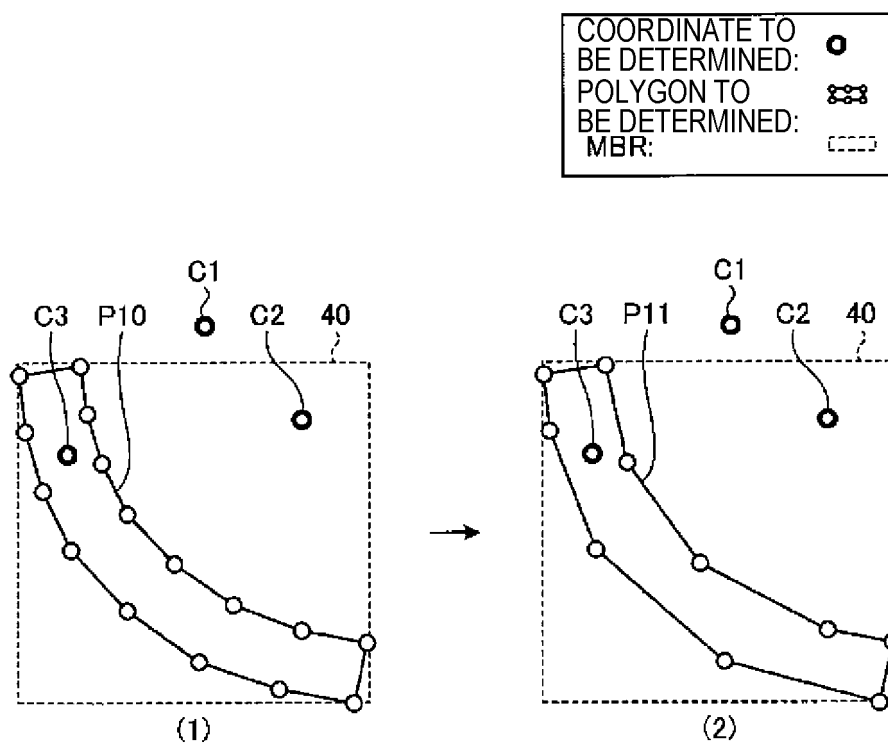 COORDINATE TO
BE DETERMINED:
POLYGON TO
BE DETERMINED:
MBR:
C1
C3 P10 C2 40
(1)
C1
C3 P11 C2 40
(2)